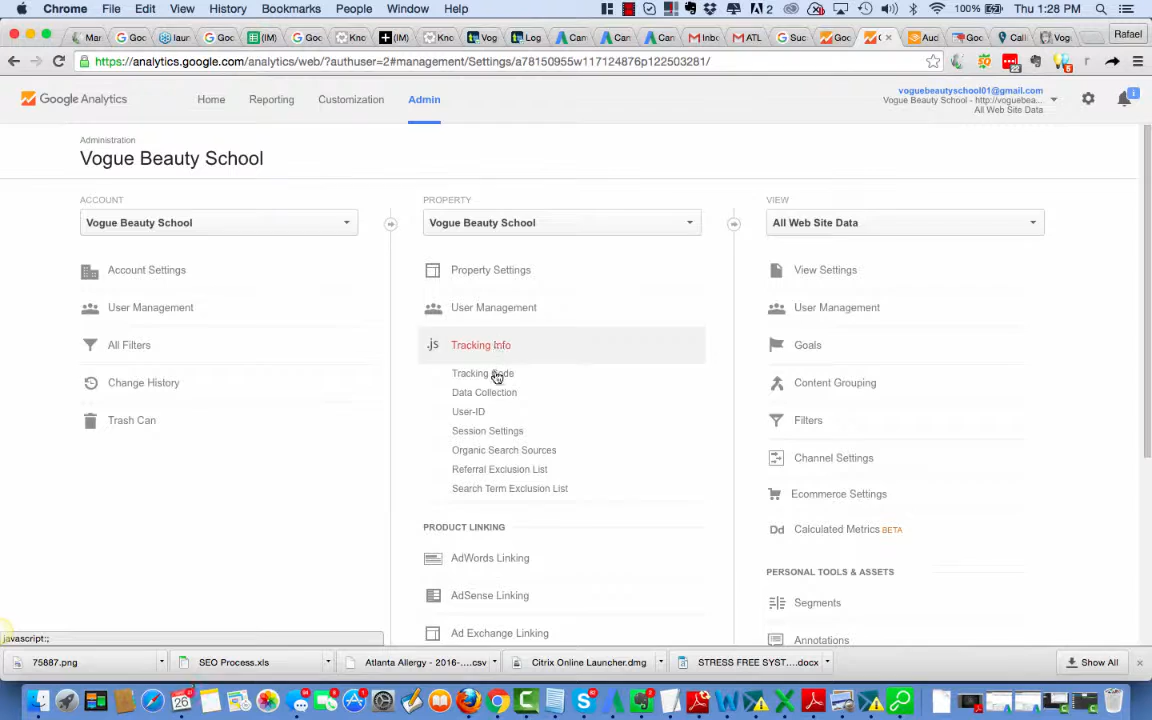 Chrome File Edit View History Bookmarks People Window Help 2 100% Thu 1:28 PM
Mar Goo laun Goo (IM) Goo Kno (IM) Kno Vog Log Can Can Can Inbo ATL Suc Goo Auc Goo Calli Vog Rafael
https://analytics.google.com/analytics/web/?authuser=2#management/Settings/a78150955w117124876p122503281/
Google Analytics Home Reporting Customization Admin
voguebeautyschool01@gmail.com
Vogue Beauty School - http://voguebea...
All Web Site Data
Administration
Vogue Beauty School
ACCOUNT PROPERTY VIEW
Vogue Beauty School Vogue Beauty School All Web Site Data
Account Settings Property Settings View Settings
User Management User Management User Management
All Filters .js Tracking Info Goals
Tracking Code
Change History Data Collection Content Grouping
User-ID
Trash Can Session Settings Filters
Organic Search Sources Channel Settings
Referral Exclusion List
Search Term Exclusion List Ecommerce Settings
PRODUCT LINKING Dd Calculated Metrics BETA
AdWords Linking PERSONAL TOOLS & ASSETS
AdSense Linking Segments
Ad Exchange Linking Annotations
javascript:;
75887.png SEO Process.xls Atlanta Allergy - 2016-....csv Citrix Online Launcher.dmg STRESS FREE SYST....docx Show All